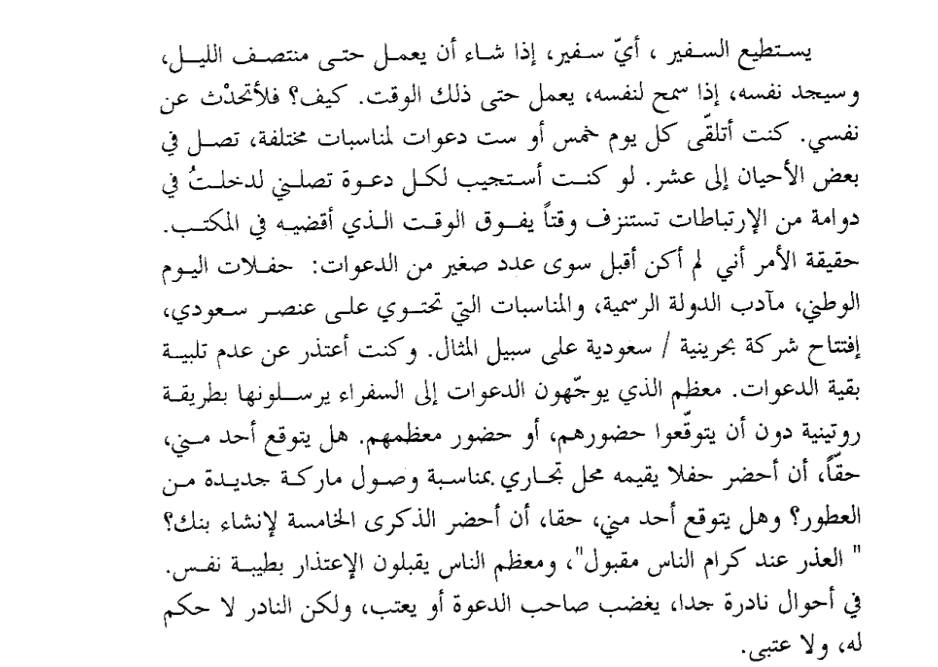 يستطيع السفير ، أيّ سفير، إذا شاء أن يعمل حتى منتصف الليل،
وسيجد نفسه، إذا سمح لنفسه، يعمل حتى ذلك الوقت. كيف؟ فلأتحدْث عن
نفسي. كنت أتلقّى كل يوم خمس أو ست دعوات لمناسبات مختلفة، تصل في
بعض الأحيان إلى عشر. لو كنت أستجيب لكل دعوة تصلني لدخلتُ في
دوامة من الإرتباطات تستنزف وقتاً يفوق الوقت الذي أقضيه في المكتب.
حقيقة الأمر أني لم أكن أقبل سوى عدد صغير من الدعوات: حفلات اليوم
الوطني، مآدب الدولة الرسمية، والمناسبات التي تحتوي على عنصر سعودي،
إفتتاح شركة بحرينية / سعودية على سبيل المثال. وكنت أعتذر عن عدم تلبية
بقية الدعوات. معظم الذي يوجّهون الدعوات إلى السفراء يرسلونها بطريقة
روتينية دون أن يتوقّعوا حضورهم، أو حضور معظمهم. هل يتوقع أحد مني،
حقّاً، أن أحضر حفلا يقيمه محل تجاري بمناسبة وصول ماركة جديدة من
العطور؟ وهل يتوقع أحد مني، حقا، أن أحضر الذكرى الخامسة لإنشاء بنك؟
" العذر عند كرام الناس مقبول"، ومعظم الناس يقبلون الإعتذار بطيبة نفس.
في أحوال نادرة جدا، يغضب صاحب الدعوة أو يعتب، ولكن النادر لا حكم
له، ولا عتبى.